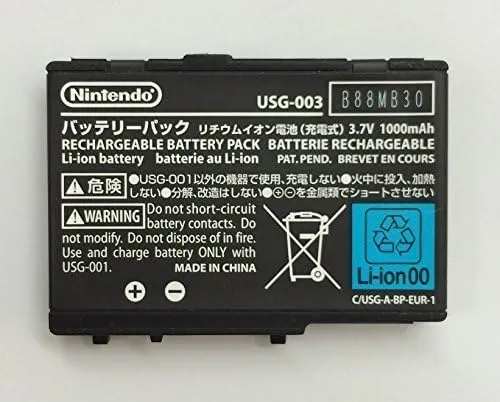 Nintendo USG-003 B88MB30
バッテリーパック リチウムイオン電池(充電式) 3.7V 1000mAh
RECHARGEABLE BATTERY PACK BATTERIE RECHARGEABLE
Li-ion battery batterie au Li-ion PAT. PEND. BREVET EN COURS
⚠危険 ●USG-001以外の機器で使用、充電しない ●火中に投入、加熱
しない ●分解、改造はしない ●⊕⊖を金属類でショートさせない
⚠WARNING Do not short-circuit
battery contacts. Do not
modify. Do not dispose of in fire.
Use and charge battery ONLY with
USG-001. MADE IN CHINA
Li-ion00
C/USG-A-BP-EUR-1
⊕ ⊖